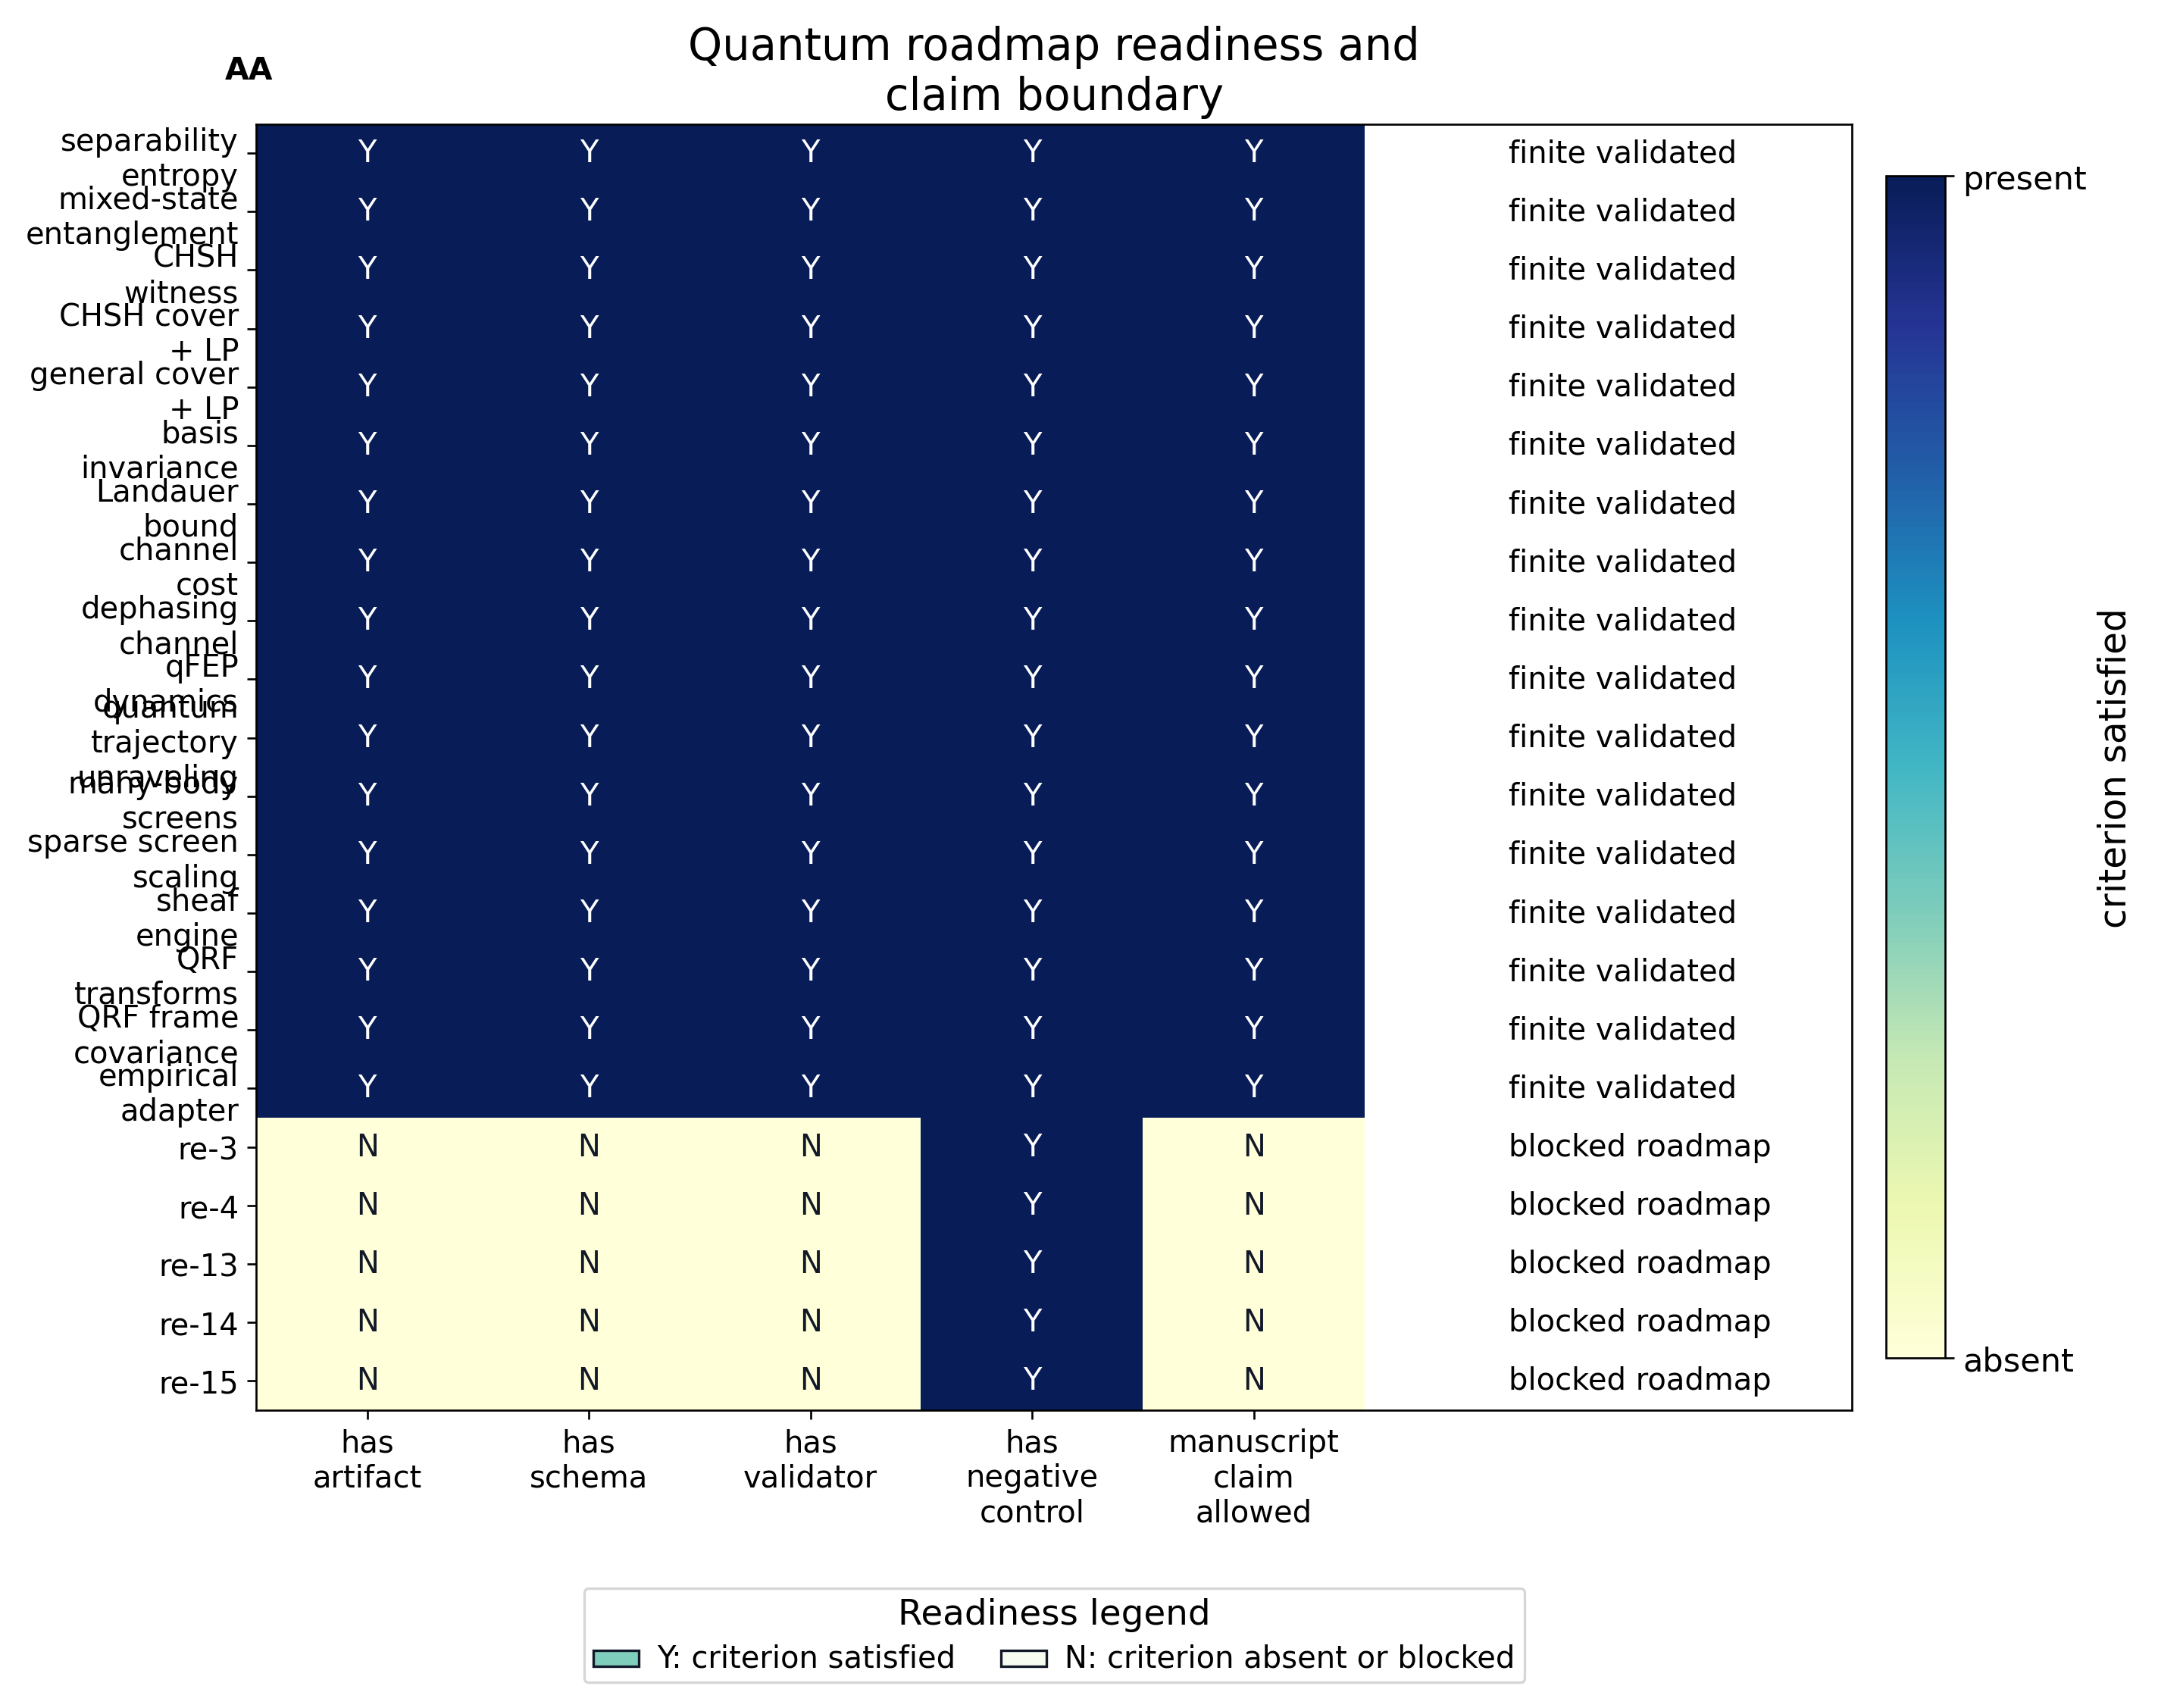 AA
Quantum roadmap readiness and
claim boundary
separability
entropy
Y Y Y Y Y finite validated
mixed-state
entanglement
Y Y Y Y Y finite validated
CHSH
witness
Y Y Y Y Y finite validated
CHSH cover
+ LP
Y Y Y Y Y finite validated
general cover
+ LP
Y Y Y Y Y finite validated
basis
invariance
Y Y Y Y Y finite validated
Landauer
bound
Y Y Y Y Y finite validated
channel
cost
Y Y Y Y Y finite validated
dephasing
channel
Y Y Y Y Y finite validated
qFEP
dynamics
Y Y Y Y Y finite validated
quantum
trajectory
unraveling
Y Y Y Y Y finite validated
many-body
screens
Y Y Y Y Y finite validated
sparse screen
scaling
Y Y Y Y Y finite validated
sheaf
engine
Y Y Y Y Y finite validated
QRF
transforms
Y Y Y Y Y finite validated
QRF frame
covariance
Y Y Y Y Y finite validated
empirical
adapter
Y Y Y Y Y finite validated
re-3 N N N Y N blocked roadmap
re-4 N N N Y N blocked roadmap
re-13 N N N Y N blocked roadmap
re-14 N N N Y N blocked roadmap
re-15 N N N Y N blocked roadmap
has
artifact
has
schema
has
validator
has
negative
control
manuscript
claim
allowed
present
absent
criterion satisfied
Readiness legend
Y: criterion satisfied
N: criterion absent or blocked